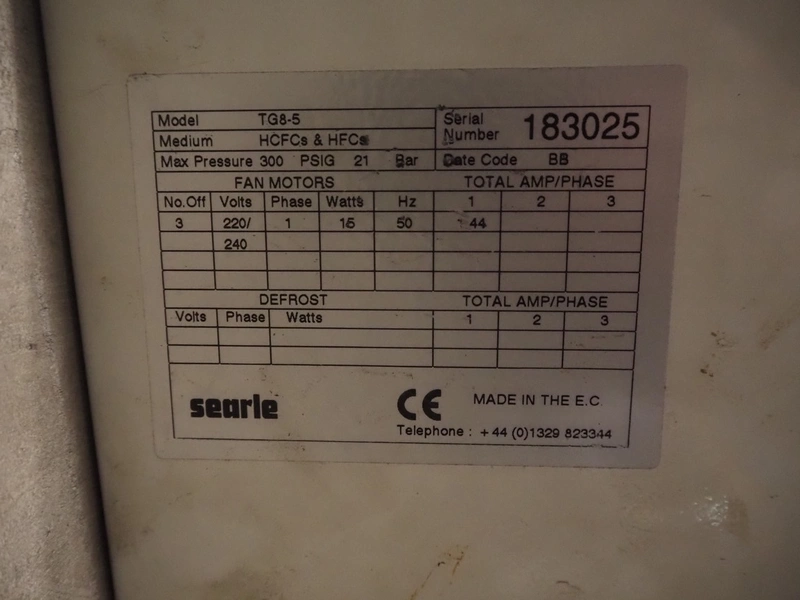 Model TG8-5
Serial Number 183025
Medium HCFCs & HFCs
Max Pressure 300 PSIG 21 Bar Date Code BB
FAN MOTORS TOTAL AMP/PHASE
No.Off Volts Phase Watts Hz 1 2 3
3 220/ 1 15 50 44
240
DEFROST TOTAL AMP/PHASE
Volts Phase Watts 1 2 3
searle CE MADE IN THE E.C
Telephone : +44 (0)1329 823344